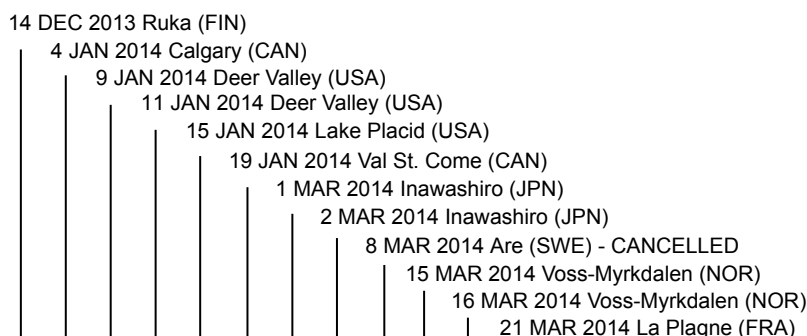 14 DEC 2013 Ruka (FIN)
4 JAN 2014 Calgary (CAN)
9 JAN 2014 Deer Valley (USA)
11 JAN 2014 Deer Valley (USA)
15 JAN 2014 Lake Placid (USA)
19 JAN 2014 Val St. Come (CAN)
1 MAR 2014 Inawashiro (JPN)
2 MAR 2014 Inawashiro (JPN)
8 MAR 2014 Are (SWE) - CANCELLED
15 MAR 2014 Voss-Myrkdalen (NOR)
16 MAR 2014 Voss-Myrkdalen (NOR)
21 MAR 2014 La Plagne (FRA)